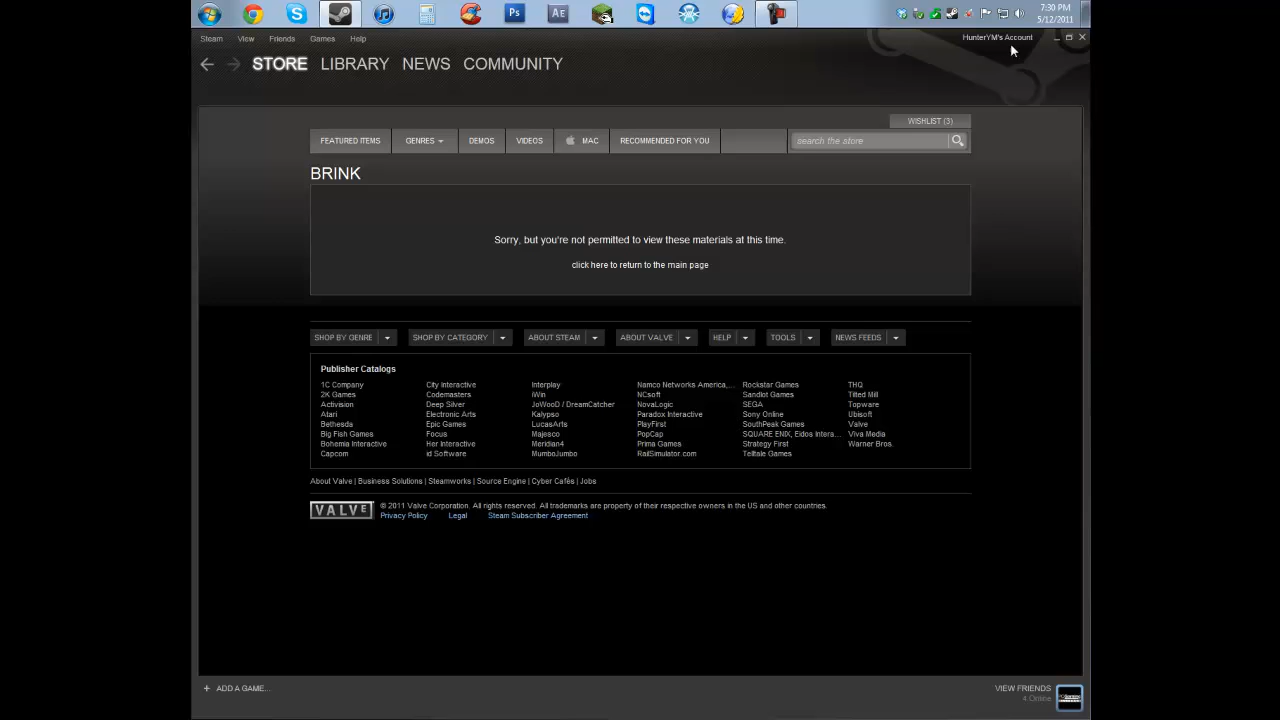 7:30 PM
5/12/2011
Steam View Friends Games Help
HunterYM's Account
STORE LIBRARY NEWS COMMUNITY
WISHLIST (3)
FEATURED ITEMS GENRES DEMOS VIDEOS MAC RECOMMENDED FOR YOU search the store
BRINK
Sorry, but you're not permitted to view these materials at this time.
click here to return to the main page
SHOP BY GENRE SHOP BY CATEGORY ABOUT STEAM ABOUT VALVE HELP TOOLS NEWS FEEDS
Publisher Catalogs
1C Company City Interactive Interplay Namco Networks America,... Rockstar Games THQ
2K Games Codemasters iWin NCsoft Sandlot Games Tilted Mill
Activision Deep Silver JoWooD / DreamCatcher NovaLogic SEGA Topware
Atari Electronic Arts Kalypso Paradox Interactive Sony Online Ubisoft
Bethesda Epic Games LucasArts PlayFirst SouthPeak Games Valve
Big Fish Games Focus Majesco PopCap SQUARE ENIX, Eidos Intera... Viva Media
Bohemia Interactive Her Interactive Meridian4 Prima Games Strategy First Warner Bros.
Capcom id Software MumboJumbo RailSimulator.com Telltale Games
About Valve | Business Solutions | Steamworks | Source Engine | Cyber Cafés | Jobs
VALVE © 2011 Valve Corporation. All rights reserved. All trademarks are property of their respective owners in the US and other countries.
Privacy Policy Legal Steam Subscriber Agreement
+ ADD A GAME... VIEW FRIENDS
4 Online
Ps Ae